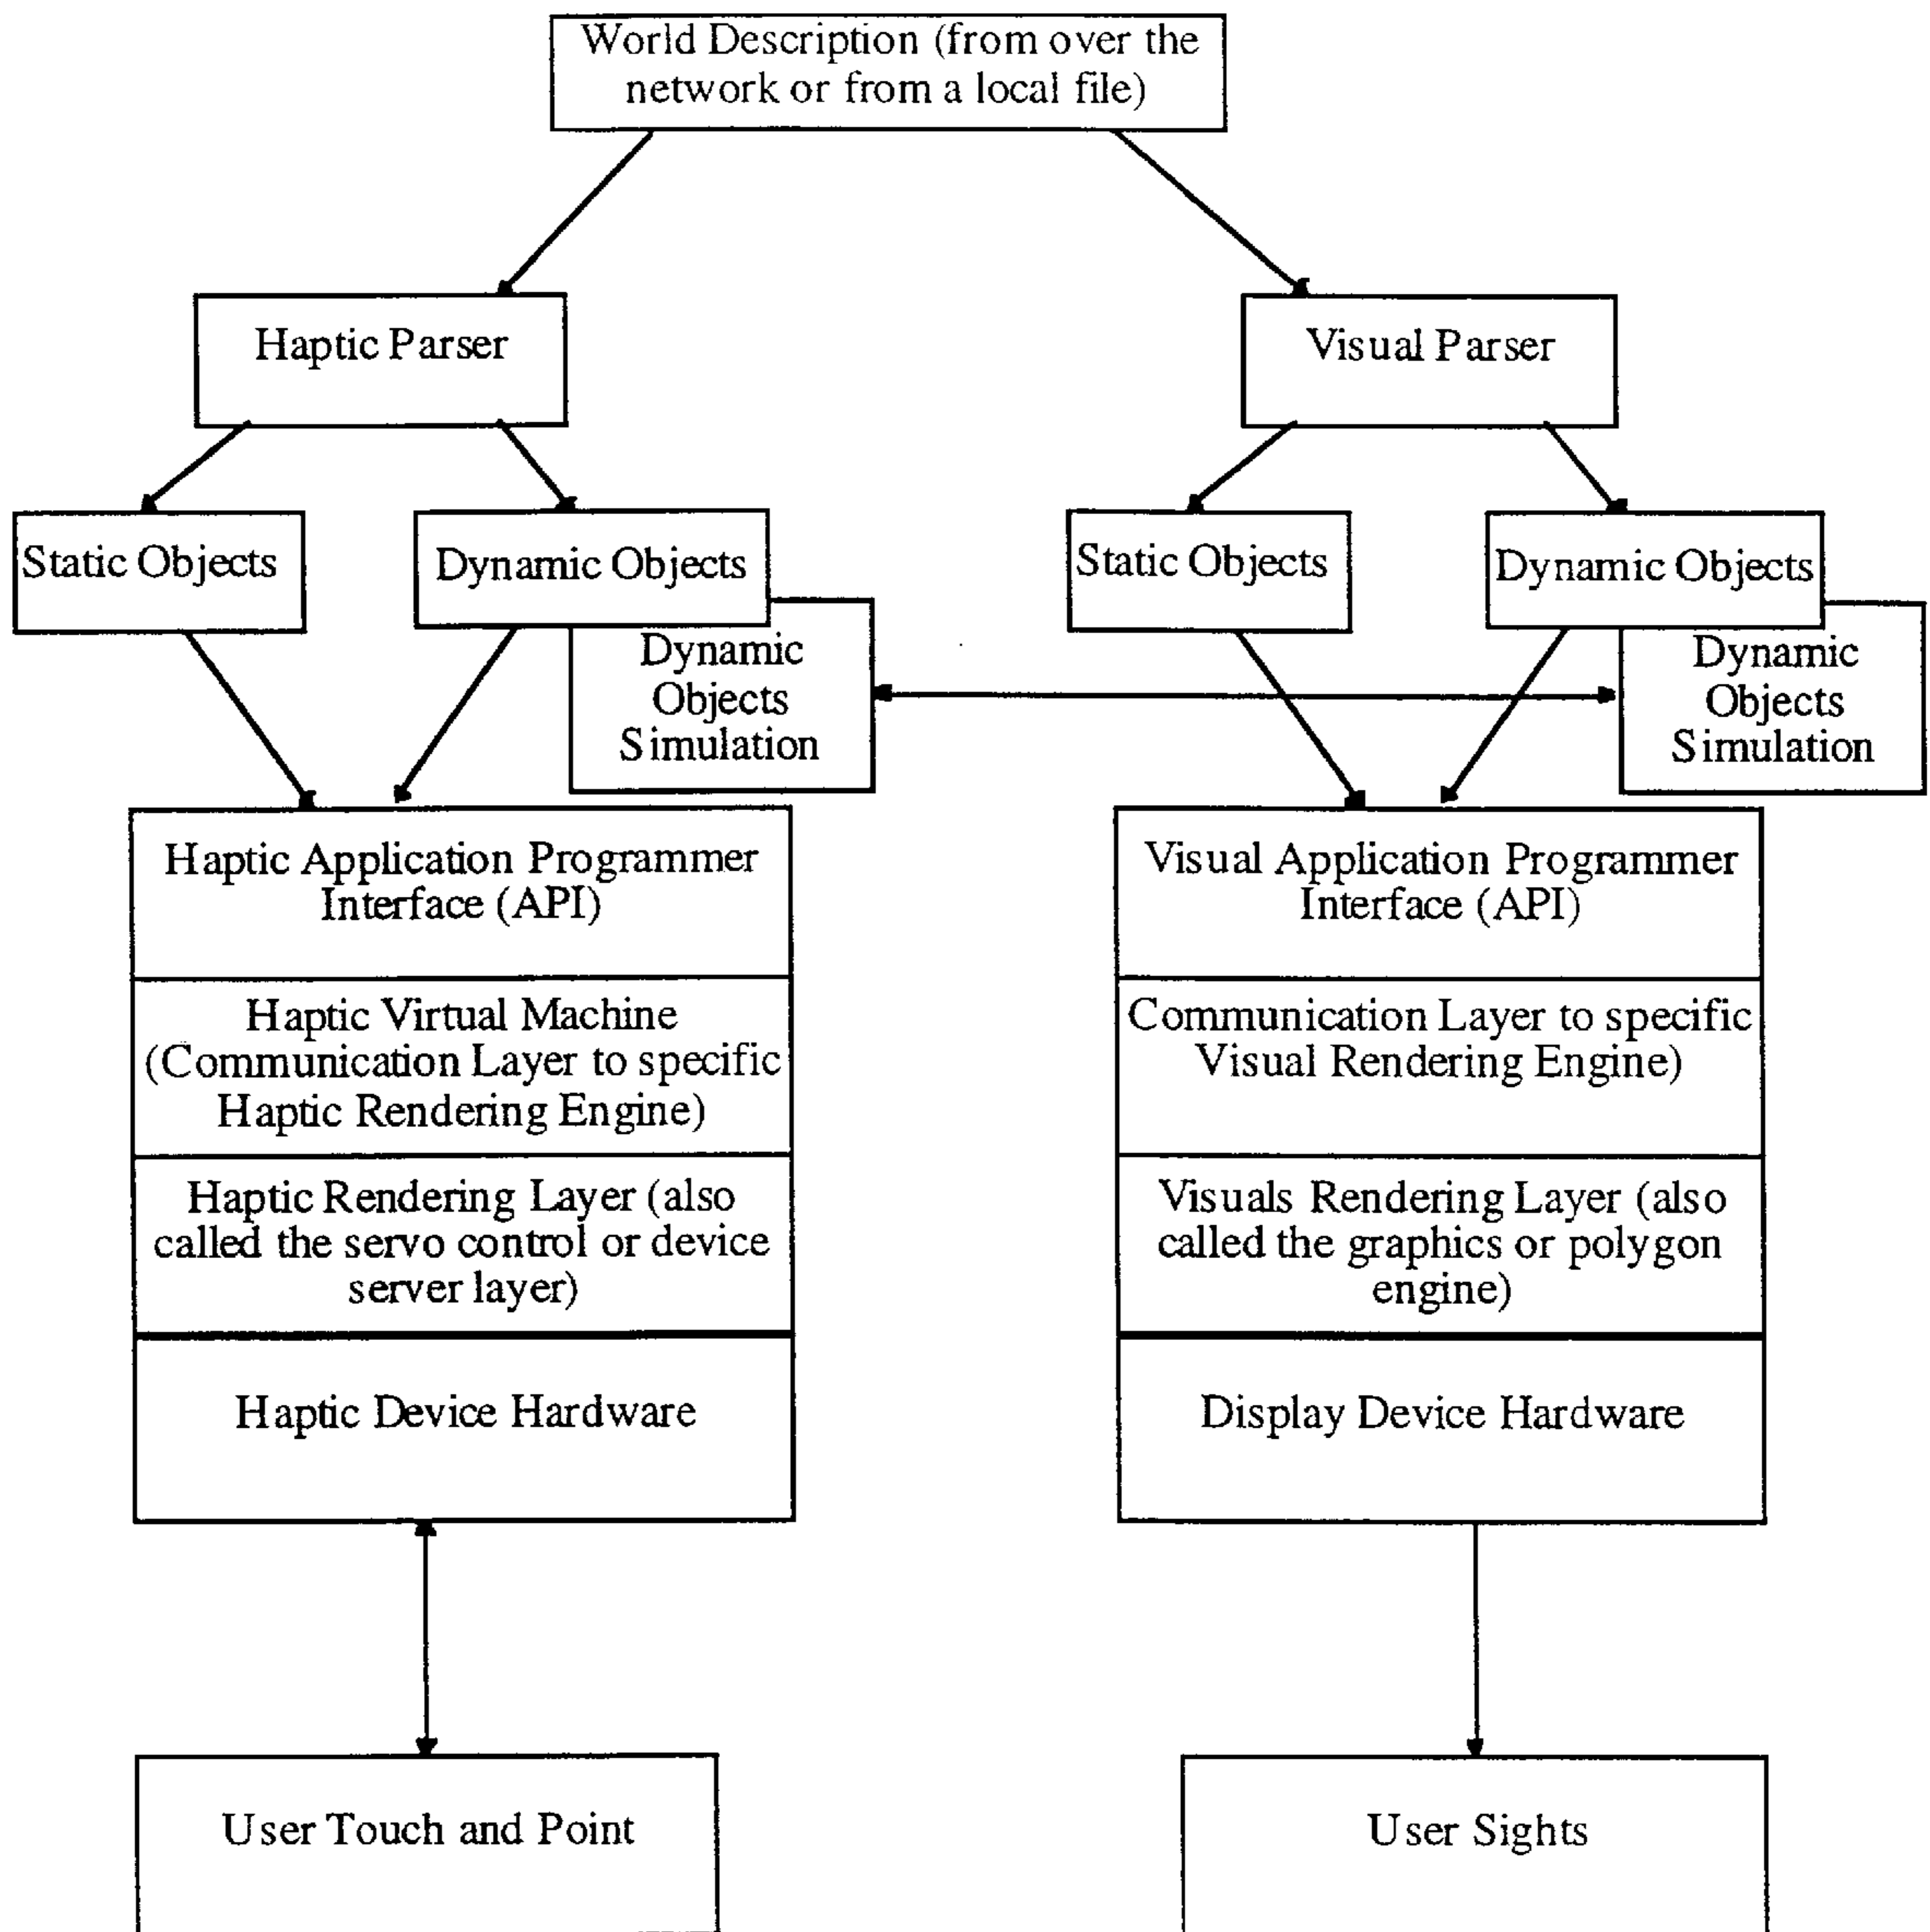 World Description (from over the
network or from a local file)
Haptic Parser
Visual Parser
Static Objects
Dynamic Objects
Static Objects
Dynamic Objects
Dynamic
Objects
Simulation
Dynamic
Objects
Simulation
Haptic Application Programmer
Interface (API)
Visual Application Programmer
Interface (API)
Haptic Virtual Machine
(Communication Layer to specific
Haptic Rendering Engine)
Communication Layer to specific
Visual Rendering Engine)
Haptic Rendering Layer (also
called the servo control or device
server layer)
Visuals Rendering Layer (also
called the graphics or polygon
engine)
Haptic Device Hardware
Display Device Hardware
User Touch and Point
User Sights